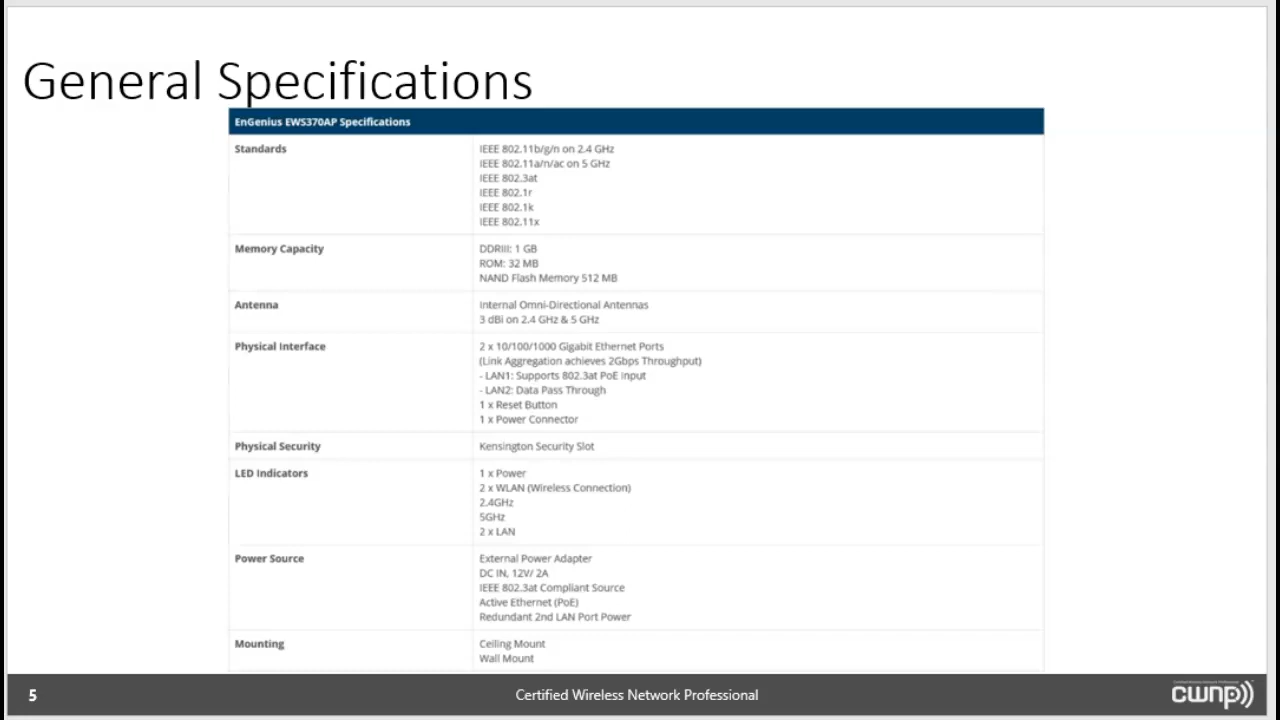 General Specifications
EnGenius EWS370AP Specifications
Standards
IEEE 802.11b/g/n on 2.4 GHz
IEEE 802.11a/n/ac on 5 GHz
IEEE 802.3at
IEEE 802.1r
IEEE 802.1k
IEEE 802.11x
Memory Capacity
DDRIII: 1 GB
ROM: 32 MB
NAND Flash Memory 512 MB
Antenna
Internal Omni-Directional Antennas
3 dBi on 2.4 GHz & 5 GHz
Physical Interface
2 x 10/100/1000 Gigabit Ethernet Ports
(Link Aggregation achieves 2Gbps Throughput)
- LAN1: Supports 802.3at PoE Input
- LAN2: Data Pass Through
1 x Reset Button
1 x Power Connector
Physical Security
Kensington Security Slot
LED Indicators
1 x Power
2 x WLAN (Wireless Connection)
2.4GHz
5GHz
2 x LAN
Power Source
External Power Adapter
DC IN, 12V/ 2A
IEEE 802.3at Compliant Source
Active Ethernet (PoE)
Redundant 2nd LAN Port Power
Mounting
Ceiling Mount
Wall Mount
5
Certified Wireless Network Professional
cwnp